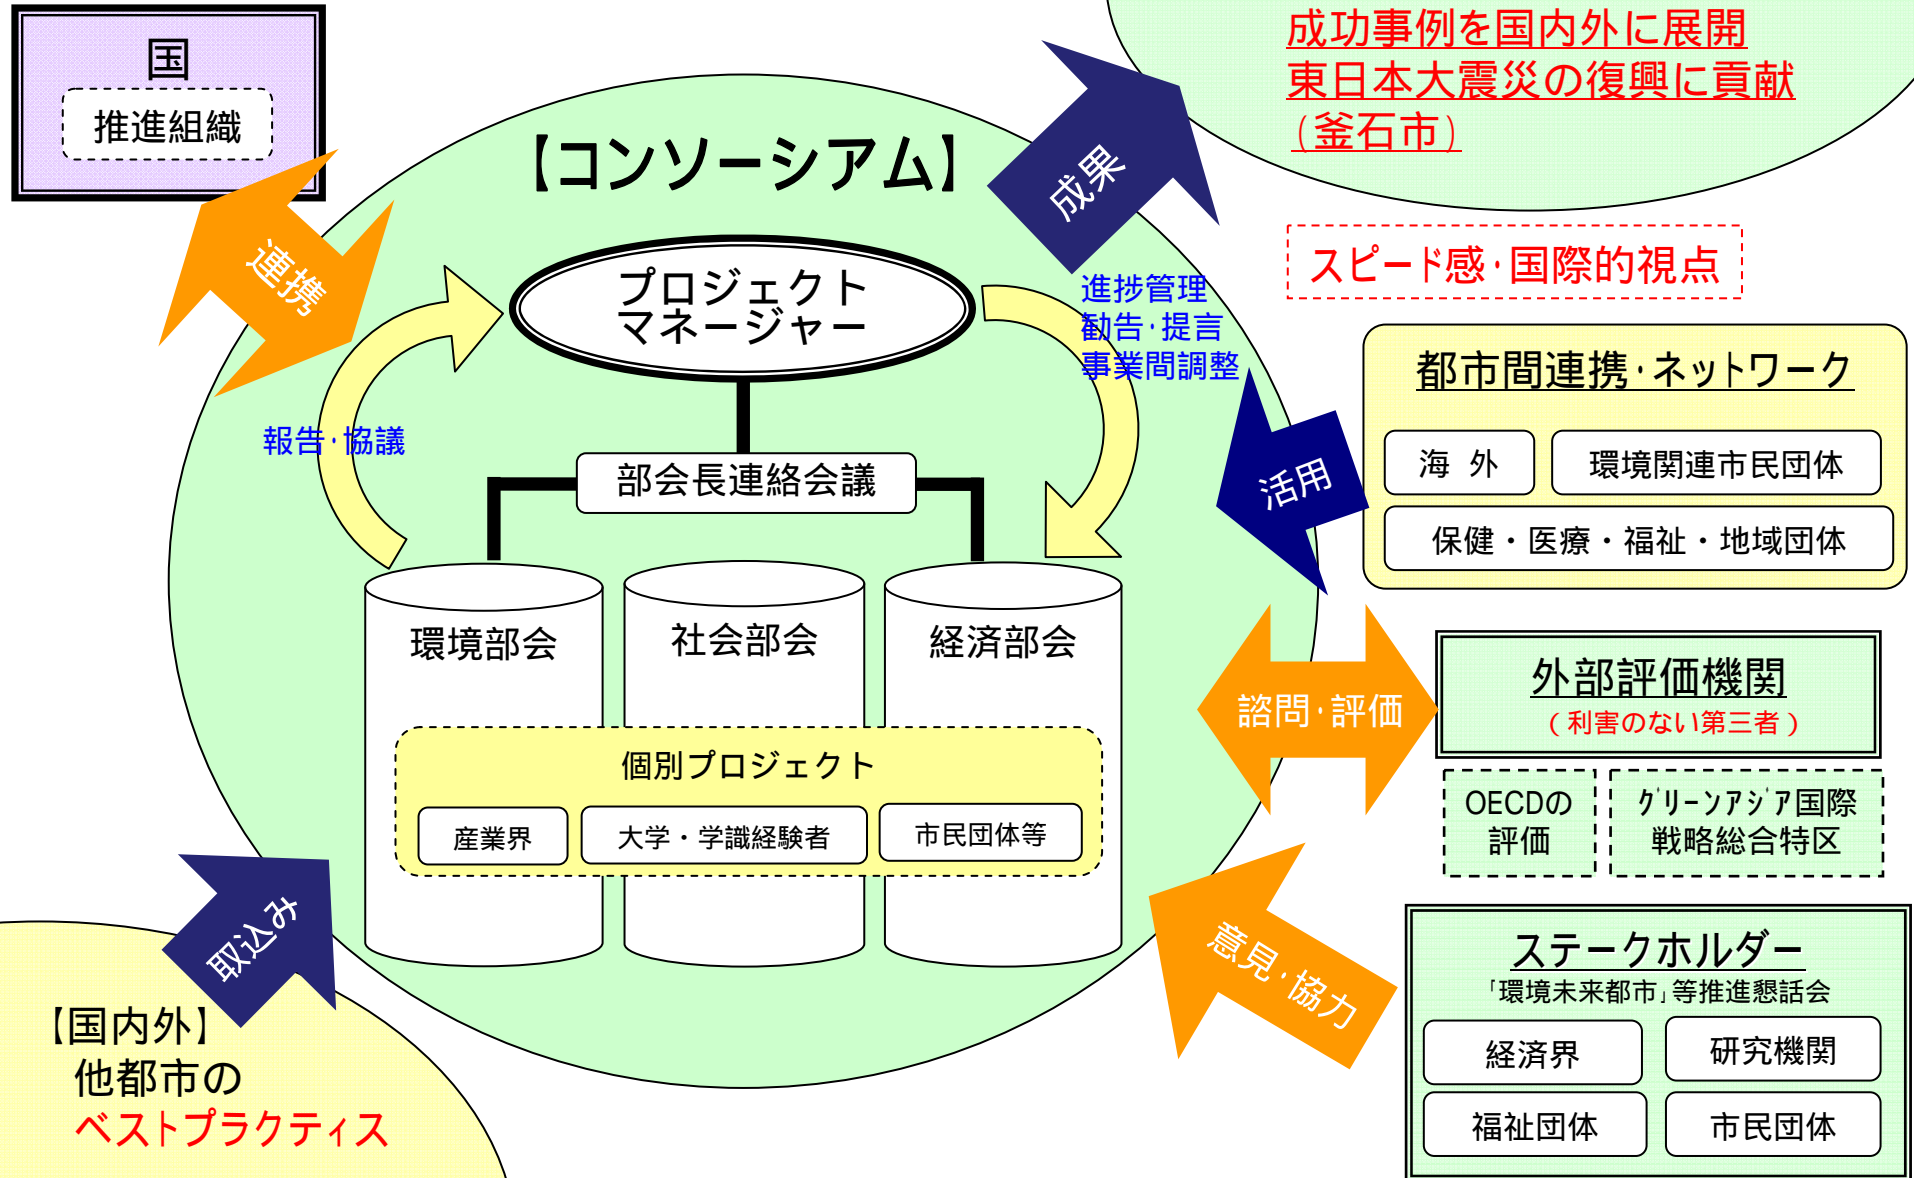 国
推進組織
連携
【コンソーシアム】
成果
成功事例を国内外に展開
東日本大震災の復興に貢献
(釜石市)
スピード感・国際的視点
プロジェクト
マネージャー
進捗管理
勧告・提言
事業間調整
報告・協議
部会長連絡会議
環境部会
社会部会
経済部会
個別プロジェクト
産業界
大学・学識経験者
市民団体等
活用
都市間連携・ネットワーク
海 外
環境関連市民団体
保健・医療・福祉・地域団体
諮問・評価
外部評価機関
(利害のない第三者)
OECDの
評価
グリーンアジア国際
戦略総合特区
意見・協力
ステークホルダー
「環境未来都市」等推進懇話会
経済界
研究機関
福祉団体
市民団体
取込み
【国内外】
他都市の
ベストプラクティス